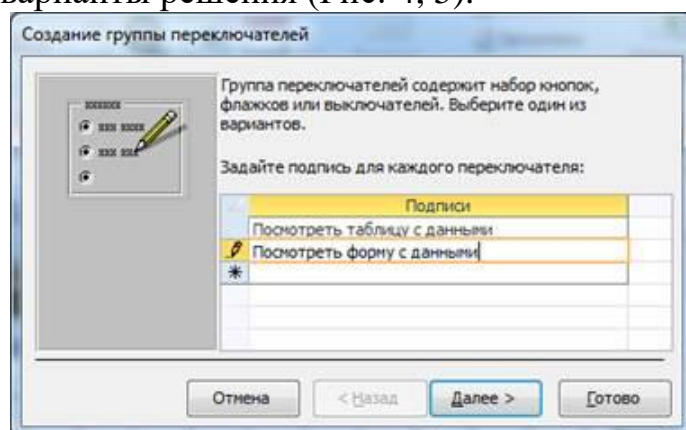 варианты решения (Рис. 4, 5).
Создание группы переключателей
Группа переключателей содержит набор кнопок,
флажков или выключателей. Выберите один из
вариантов.
Задайте подпись для каждого переключателя:
Подписи
Посмотреть таблицу с данными
Посмотреть форму с данными
Отмена
< Назад
Далее >
Готово